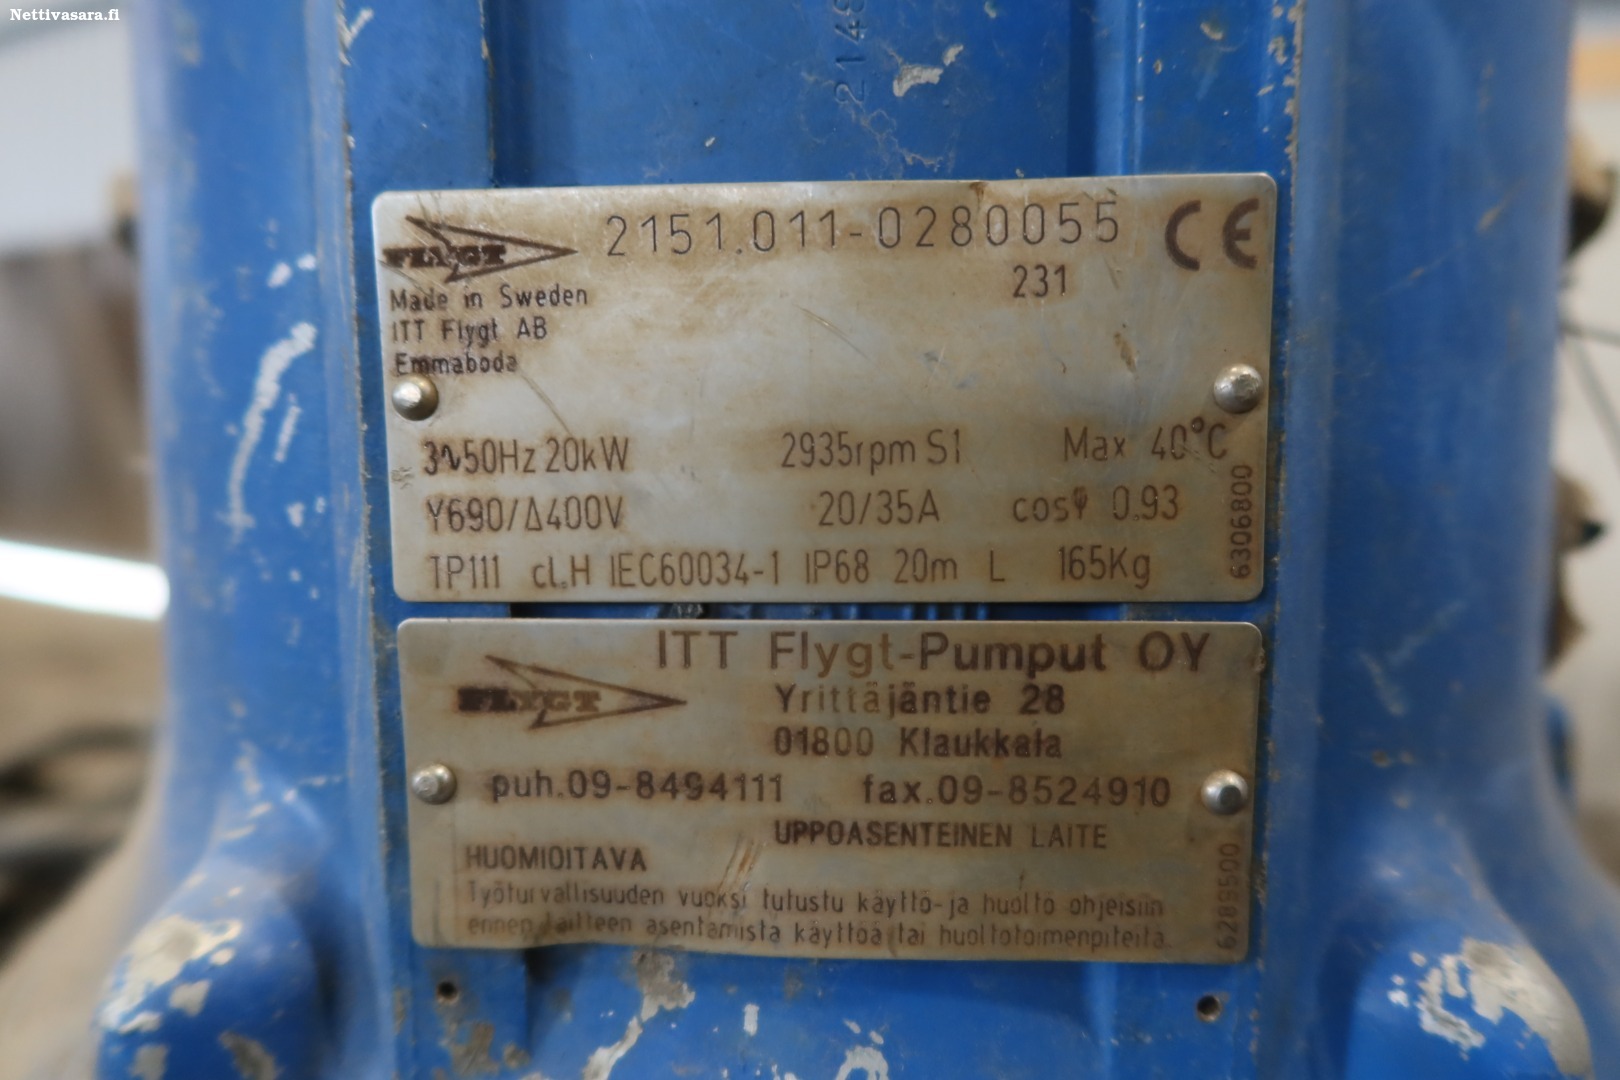 Nettivasara.fi
2149
FLYGT 2151.011-0280055 CE
231
Made in Sweden
ITT Flygt AB
Emmaboda
3~50Hz 20kW 2935rpm S1 Max 40°C
Y690/Δ400V 20/35A cosφ 0.93
TP111 cl.H IEC60034-1 IP68 20m L 165Kg
6306800
ITT Flygt-Pumput OY
FLYGT Yrittäjäntie 28
01800 Klaukkala
puh.09-8494111 fax.09-8524910
UPPOASENTEINEN LAITE
HUOMIOITAVA
Työturvallisuuden vuoksi tutustu käyttö-ja huolto ohjeisiin
ennen laitteen asentamista käyttöä tai huoltotoimenpiteitä
6289500